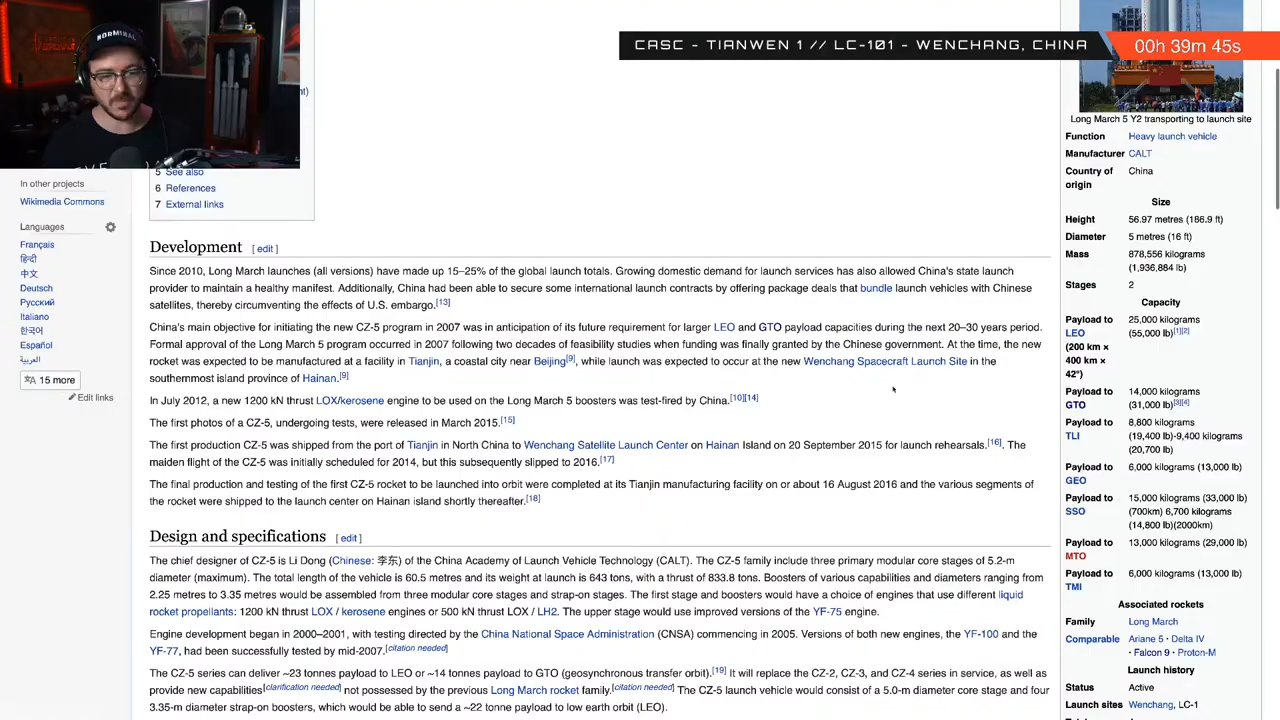 NORMINAL
CASC - TIANWEN 1 // LC-101 - WENCHANG, CHINA
00h 39m 45s
5 See also
6 References
7 External links
In other projects
Wikimedia Commons
Languages
Français
हिन्दी
中文
Deutsch
Русский
Italiano
한국어
Español
العربية
15 more
Edit links
Development [ edit ]
Since 2010, Long March launches (all versions) have made up 15–25% of the global launch totals. Growing domestic demand for launch services has also allowed China's state launch
provider to maintain a healthy manifest. Additionally, China had been able to secure some international launch contracts by offering package deals that bundle launch vehicles with Chinese
satellites, thereby circumventing the effects of U.S. embargo.[13]
China's main objective for initiating the new CZ-5 program in 2007 was in anticipation of its future requirement for larger LEO and GTO payload capacities during the next 20–30 years period.
Formal approval of the Long March 5 program occurred in 2007 following two decades of feasibility studies when funding was finally granted by the Chinese government. At the time, the new
rocket was expected to be manufactured at a facility in Tianjin, a coastal city near Beijing[9], while launch was expected to occur at the new Wenchang Spacecraft Launch Site in the
southernmost island province of Hainan.[9]
In July 2012, a new 1200 kN thrust LOX/kerosene engine to be used on the Long March 5 boosters was test-fired by China.[10][14]
The first photos of a CZ-5, undergoing tests, were released in March 2015.[15]
The first production CZ-5 was shipped from the port of Tianjin in North China to Wenchang Satellite Launch Center on Hainan Island on 20 September 2015 for launch rehearsals.[16]. The
maiden flight of the CZ-5 was initially scheduled for 2014, but this subsequently slipped to 2016.[17]
The final production and testing of the first CZ-5 rocket to be launched into orbit were completed at its Tianjin manufacturing facility on or about 16 August 2016 and the various segments of
the rocket were shipped to the launch center on Hainan island shortly thereafter.[18]
Design and specifications [ edit ]
The chief designer of CZ-5 is Li Dong (Chinese: 李东) of the China Academy of Launch Vehicle Technology (CALT). The CZ-5 family include three primary modular core stages of 5.2-m
diameter (maximum). The total length of the vehicle is 60.5 metres and its weight at launch is 643 tons, with a thrust of 833.8 tons. Boosters of various capabilities and diameters ranging from
2.25 metres to 3.35 metres would be assembled from three modular core stages and strap-on stages. The first stage and boosters would have a choice of engines that use different liquid
rocket propellants: 1200 kN thrust LOX / kerosene engines or 500 kN thrust LOX / LH2. The upper stage would use improved versions of the YF-75 engine.
Engine development began in 2000–2001, with testing directed by the China National Space Administration (CNSA) commencing in 2005. Versions of both new engines, the YF-100 and the
YF-77, had been successfully tested by mid-2007.[citation needed]
The CZ-5 series can deliver ~23 tonnes payload to LEO or ~14 tonnes payload to GTO (geosynchronous transfer orbit).[19] It will replace the CZ-2, CZ-3, and CZ-4 series in service, as well as
provide new capabilities[clarification needed] not possessed by the previous Long March rocket family.[citation needed] The CZ-5 launch vehicle would consist of a 5.0-m diameter core stage and four
3.35-m diameter strap-on boosters, which would be able to send a ~22 tonne payload to low earth orbit (LEO).
Long March 5 Y2 transporting to launch site
Function Heavy launch vehicle
Manufacturer CALT
Country of China
origin
Size
Height 56.97 metres (186.9 ft)
Diameter 5 metres (16 ft)
Mass 878,556 kilograms
(1,936,884 lb)
Stages 2
Capacity
Payload to 25,000 kilograms
LEO (55,000 lb)[1][2]
(200 km ×
400 km ×
42°)
Payload to 14,000 kilograms
GTO (31,000 lb)[3][4]
Payload to 8,800 kilograms
TLI (19,400 lb)-9,400 kilograms
(20,700 lb)
Payload to 6,000 kilograms (13,000 lb)
GEO
Payload to 15,000 kilograms (33,000 lb)
SSO (700km) 6,700 kilograms
(14,800 lb)(2000km)
Payload to 13,000 kilograms (29,000 lb)
MTO
Payload to 6,000 kilograms (13,000 lb)
TMI
Associated rockets
Family Long March
Comparable Ariane 5 · Delta IV
· Falcon 9 · Proton-M
Launch history
Status Active
Launch sites Wenchang, LC-1